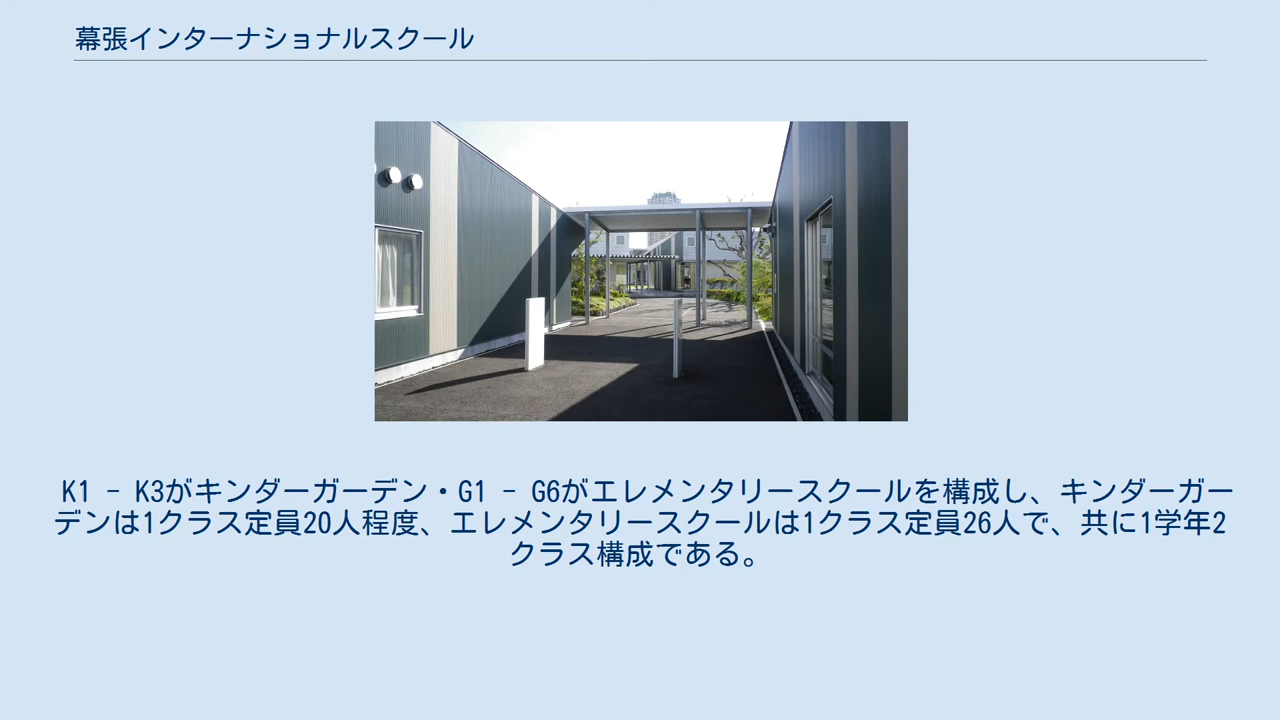 幕張インターナショナルスクール
K1 - K3がキンダーガーデン・G1 - G6がエレメンタリースクールを構成し、キンダーガー
デンは1クラス定員20人程度、エレメンタリースクールは1クラス定員26人で、共に1学年2
クラス構成である。